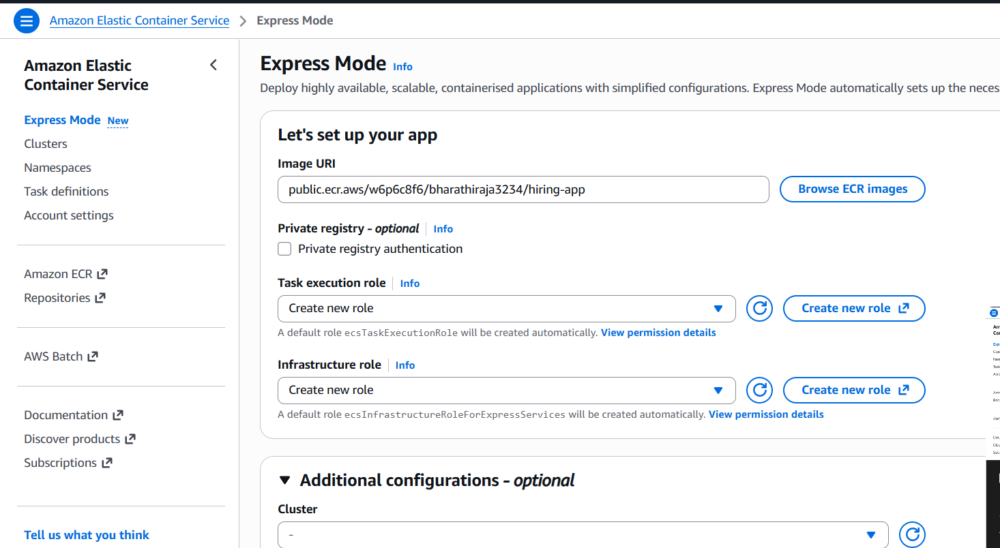 Amazon Elastic Container Service > Express Mode
Amazon Elastic
Container Service
Express Mode New
Clusters
Namespaces
Task definitions
Account settings
Amazon ECR
Repositories
AWS Batch
Documentation
Discover products
Subscriptions
Tell us what you think
Express Mode Info
Deploy highly available, scalable, containerised applications with simplified configurations. Express Mode automatically sets up the neces
Let's set up your app
Image URI
public.ecr.aws/w6p6c8f6/bharathiraja3234/hiring-app
Browse ECR images
Private registry - optional Info
Private registry authentication
Task execution role Info
Create new role
Create new role
A default role ecsTaskExecutionRole will be created automatically. View permission details
Infrastructure role Info
Create new role
Create new role
A default role ecsInfrastructureRoleForExpressServices will be created automatically. View permission details
Additional configurations - optional
Cluster
-